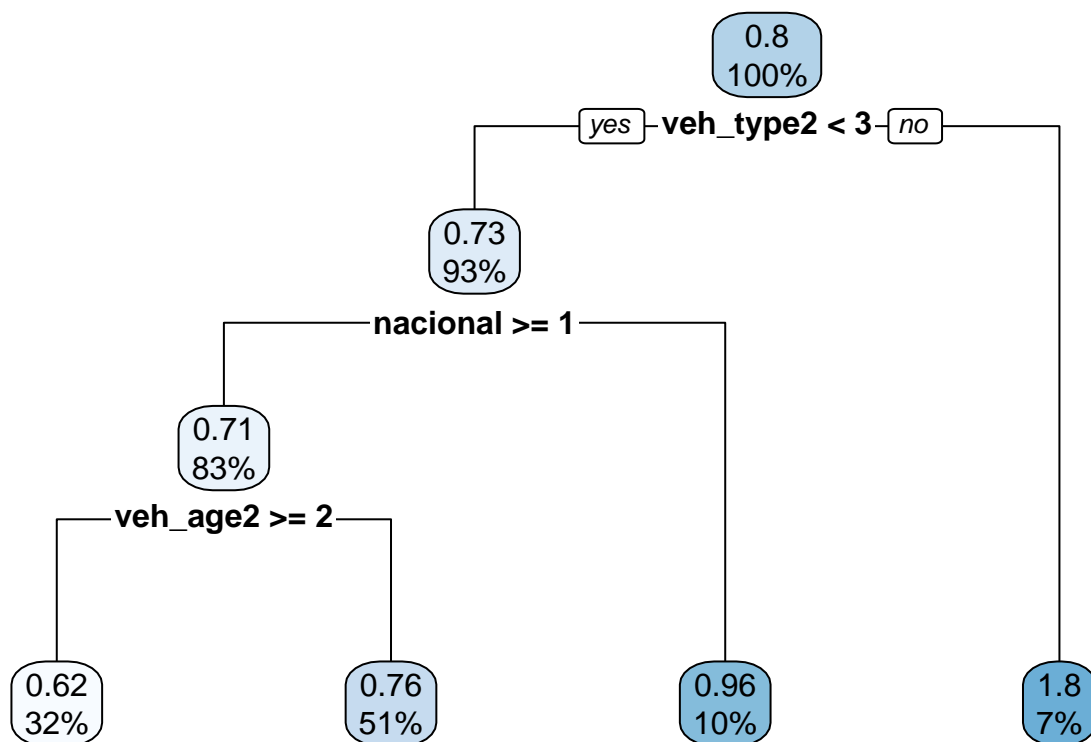 0.8
100%
yes veh_type2 < 3 no
0.73
93%
nacional >= 1
0.71
83%
veh_age2 >= 2
0.62 0.76 0.96 1.8
32% 51% 10% 7%